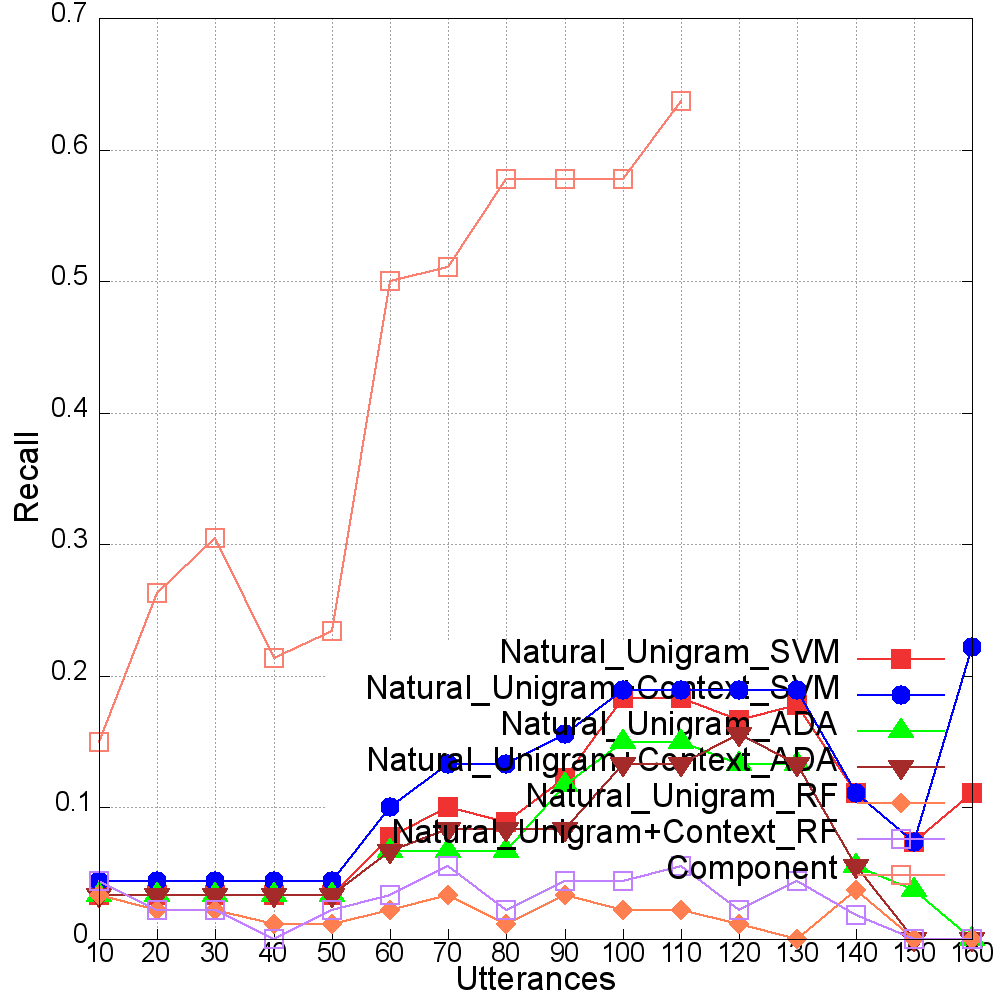 0.7
0.6
0.5
0.4
0.3
0.2
0.1
0
Recall
Natural_Unigram_SVM
Natural_Unigram+Context_SVM
Natural_Unigram_ADA
Natural_Unigram+Context_ADA
Natural_Unigram_RF
Natural_Unigram+Context_RF
Component
10 20 30 40 50 60 70 80 90 100 110 120 130 140 150 160
Utterances